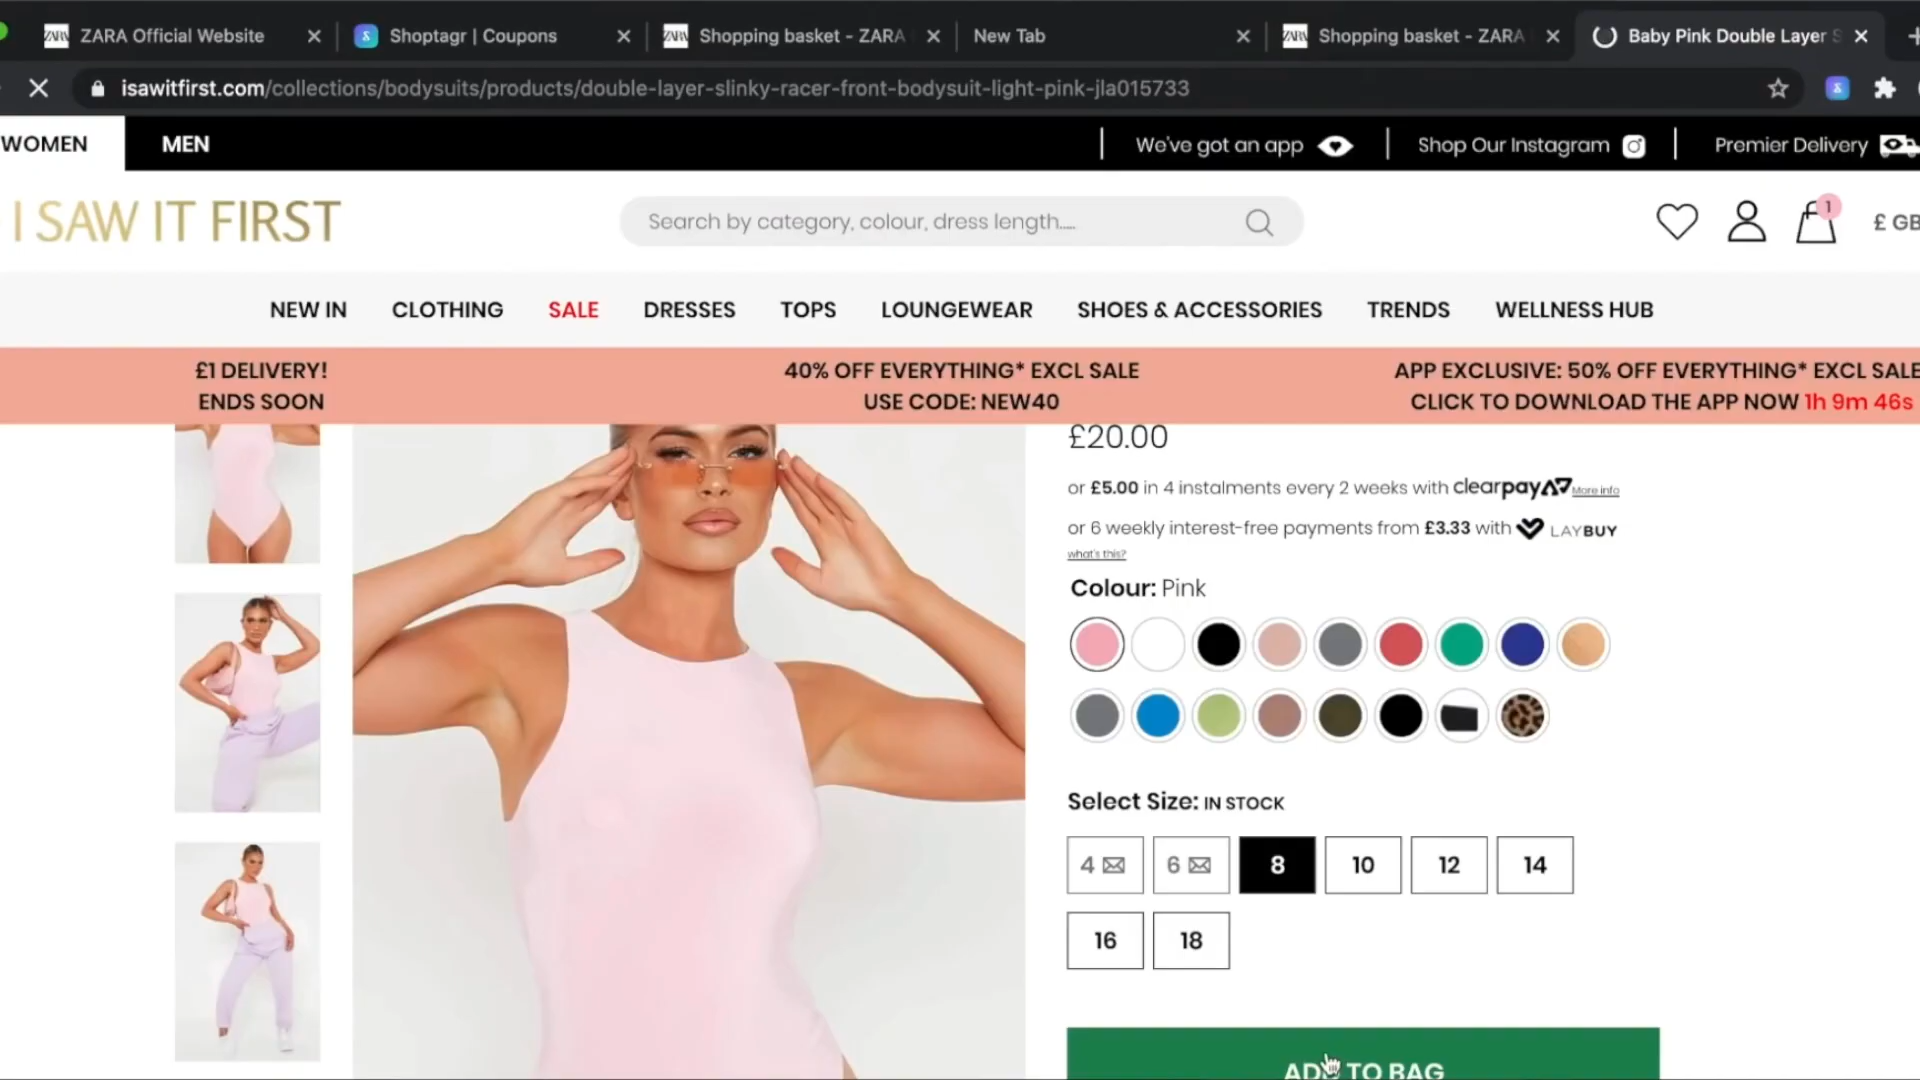 ZARA Official Website
Shoptagr | Coupons
Shopping basket - ZARA
New Tab
Shopping basket - ZARA
Baby Pink Double Layer S
isawitfirst.com/collections/bodysuits/products/double-layer-slinky-racer-front-bodysuit-light-pink-jla015733
WOMEN
MEN
We've got an app
Shop Our Instagram
Premier Delivery
I SAW IT FIRST
Search by category, colour, dress length.....
1
£ GB
NEW IN
CLOTHING
SALE
DRESSES
TOPS
LOUNGEWEAR
SHOES & ACCESSORIES
TRENDS
WELLNESS HUB
£1 DELIVERY!
ENDS SOON
40% OFF EVERYTHING* EXCL SALE
USE CODE: NEW40
APP EXCLUSIVE: 50% OFF EVERYTHING* EXCL SALE
CLICK TO DOWNLOAD THE APP NOW 1h 9m 46s
£20.00
or £5.00 in 4 instalments every 2 weeks with clearpay More info
or 6 weekly interest-free payments from £3.33 with LAYBUY
what's this?
Colour: Pink
Select Size: IN STOCK
4
6
8
10
12
14
16
18
ADD TO BAG